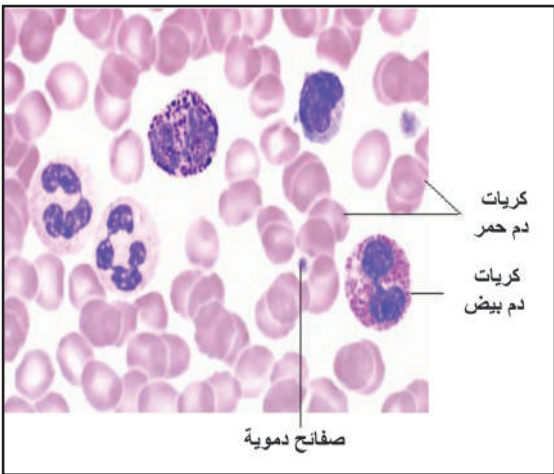 كريات
دم حمر
كريات
دم بيض
صفائح دموية